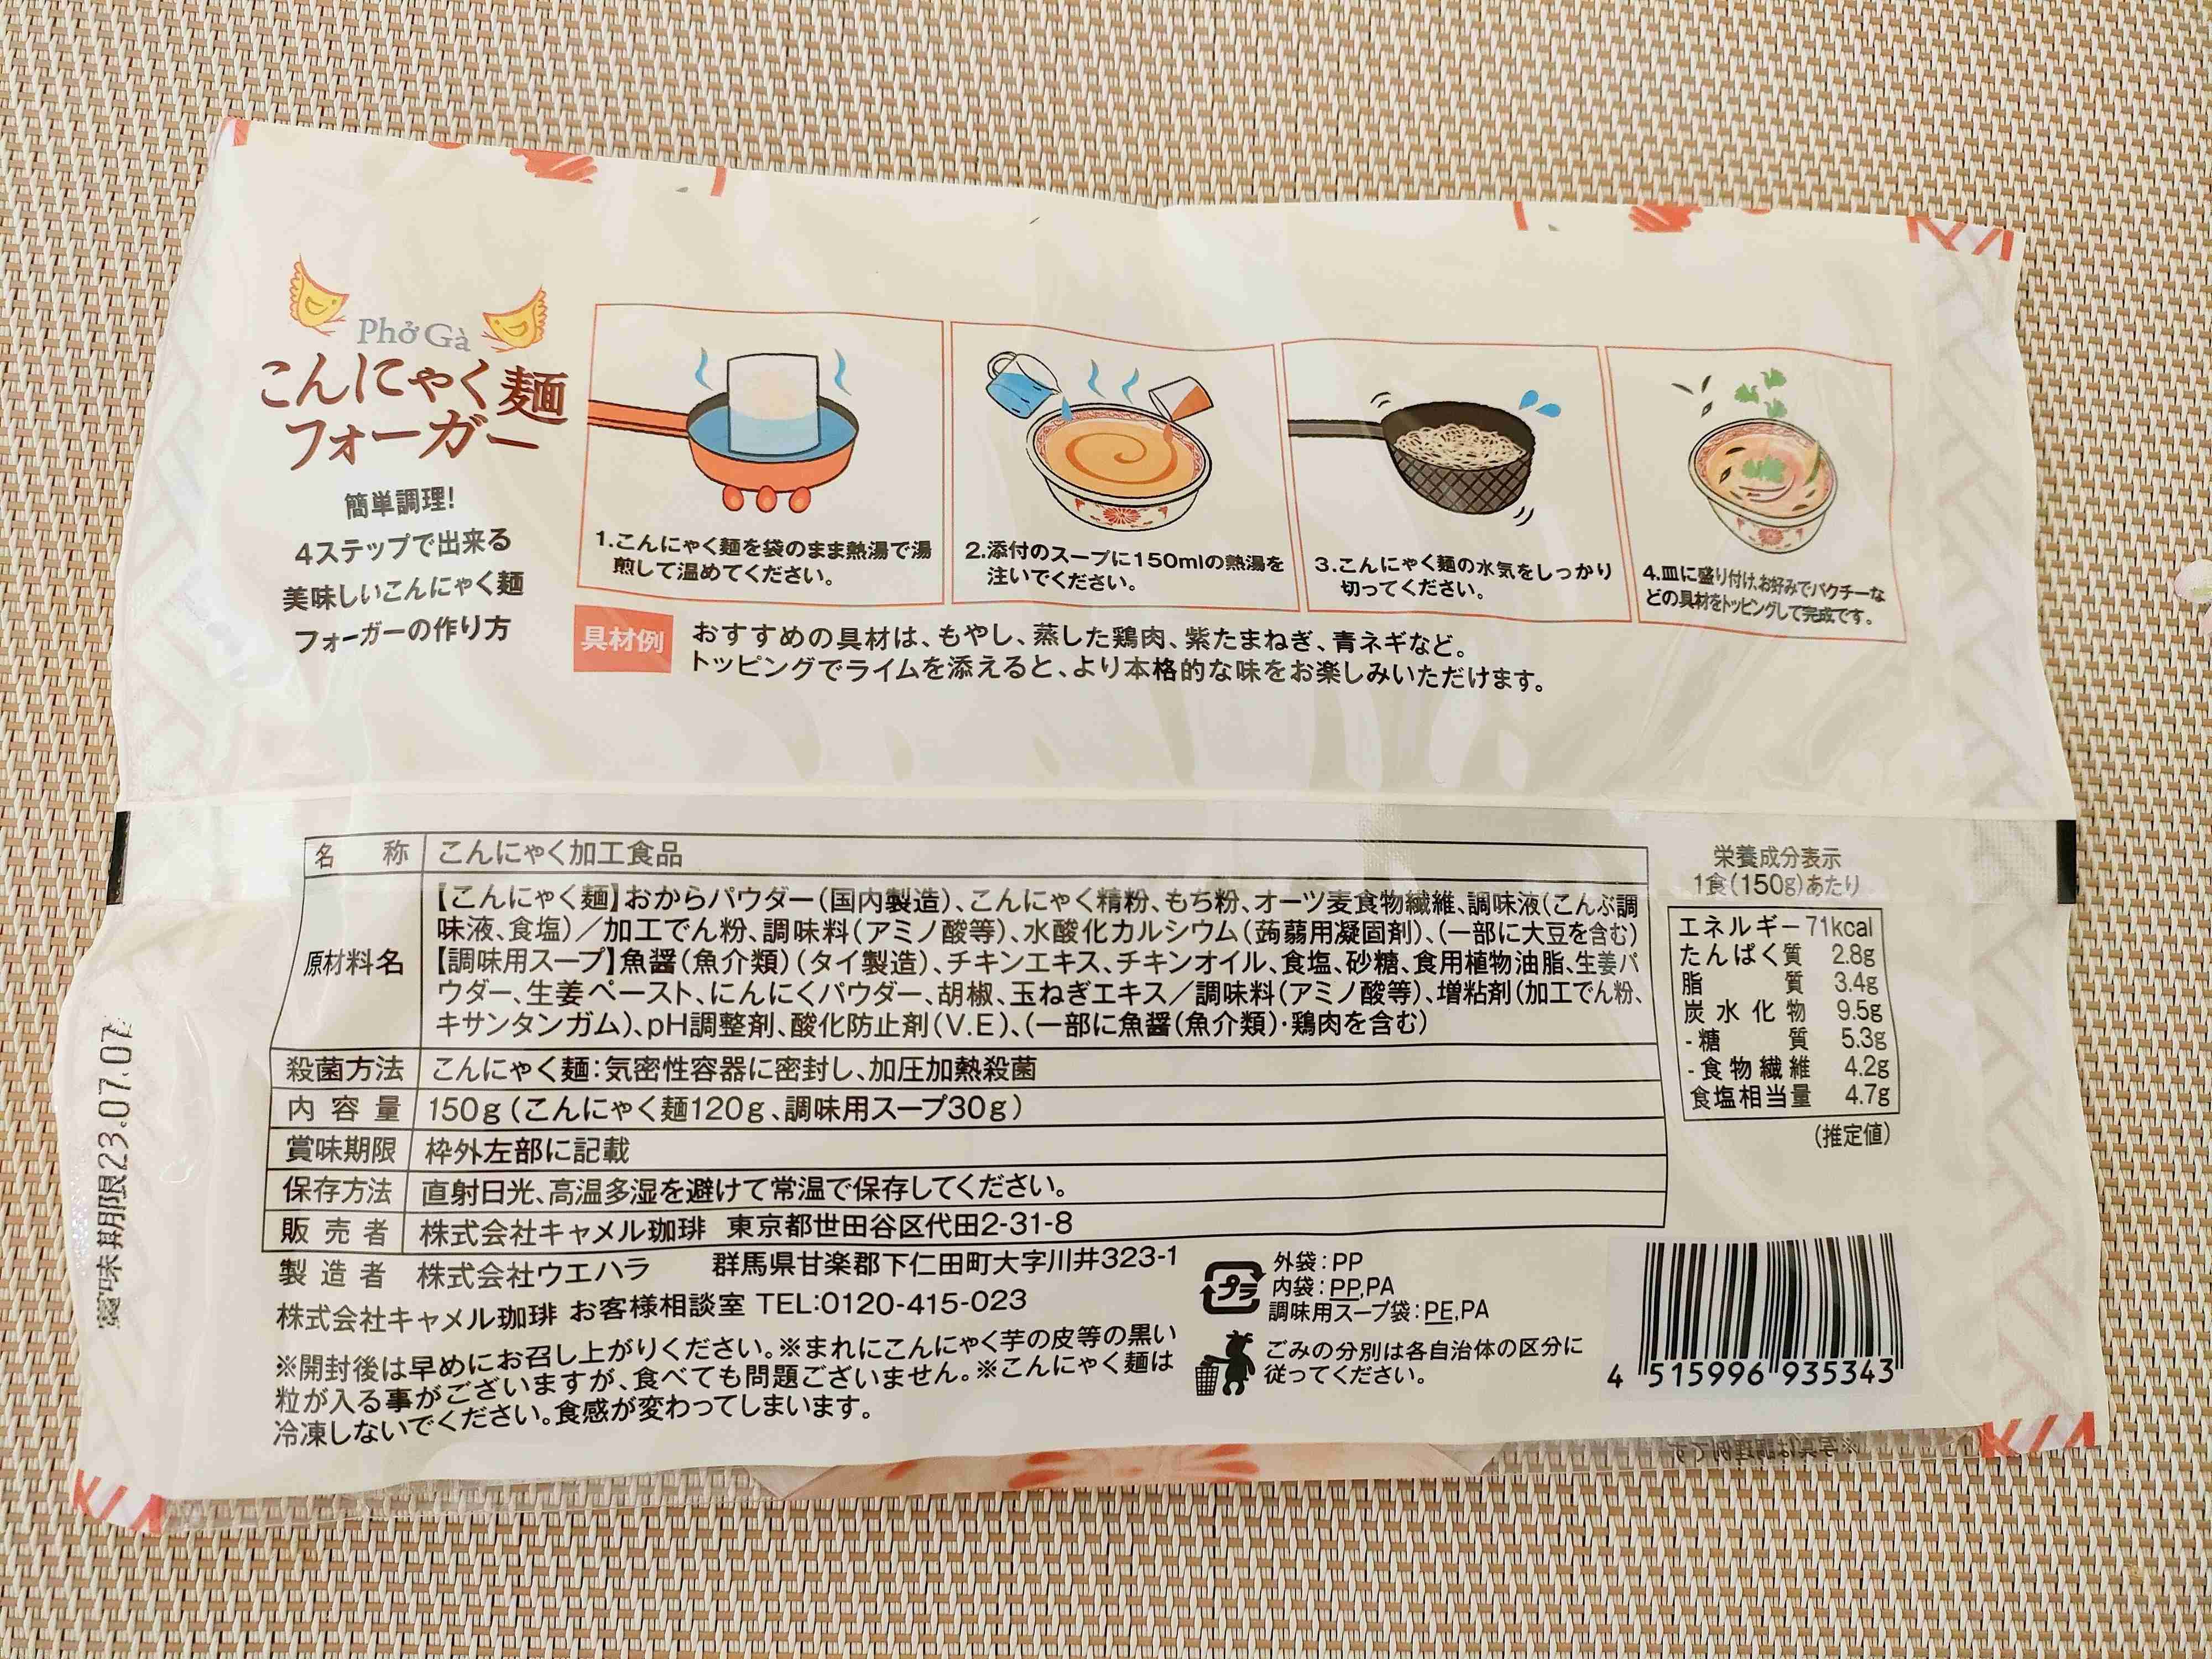 Phở Gà
こんにゃく麺
フォーガー
簡単調理!
4ステップで出来る
美味しいこんにゃく麺
フォーガーの作り方
1.こんにゃく麺を袋のまま熱湯で湯
煎して温めてください。
2.添付のスープに150mlの熱湯を
注いでください。
3.こんにゃく麺の水気をしっかり
切ってください。
4.皿に盛り付け、お好みでパクチーな
どの具材をトッピングして完成です。
具材例
おすすめの具材は、もやし、蒸した鶏肉、紫たまねぎ、青ネギなど。
トッピングでライムを添えると、より本格的な味をお楽しみいただけます。
名 称 こんにゃく加工食品
原材料名
【こんにゃく麺】おからパウダー(国内製造)、こんにゃく精粉、もち粉、オーツ麦食物繊維、調味液(こんぶ調
味液、食塩)/加工でん粉、調味料(アミノ酸等)、水酸化カルシウム(蒟蒻用凝固剤)、(一部に大豆を含む)
【調味用スープ】魚醤(魚介類)(タイ製造)、チキンエキス、チキンオイル、食塩、砂糖、食用植物油脂、生姜パ
ウダー、生姜ペースト、にんにくパウダー、胡椒、玉ねぎエキス/調味料(アミノ酸等)、増粘剤(加工でん粉、
キサンタンガム)、pH調整剤、酸化防止剤(V.E)、(一部に魚醤(魚介類)・鶏肉を含む)
殺菌方法 こんにゃく麺:気密性容器に密封し、加圧加熱殺菌
内容量 150g(こんにゃく麺120g、調味用スープ30g)
賞味期限 枠外左部に記載
保存方法 直射日光、高温多湿を避けて常温で保存してください。
販売者 株式会社キャメル珈琲 東京都世田谷区代田2-31-8
製造者 株式会社ウエハラ 群馬県甘楽郡下仁田町大字川井323-1
株式会社キャメル珈琲 お客様相談室 TEL:0120-415-023
※開封後は早めにお召し上がりください。※まれにこんにゃく芋の皮等の黒い
粒が入る事がございますが、食べても問題ございません。※こんにゃく麺は
冷凍しないでください。食感が変わってしまいます。
栄養成分表示
1食(150g)あたり
エネルギー 71kcal
たんぱく質 2.8g
脂質 3.4g
炭水化物 9.5g
-糖質 5.3g
-食物繊維 4.2g
食塩相当量 4.7g
(推定値)
プラ
外袋:PP
内袋:PP,PA
調味用スープ袋:PE,PA
ごみの分別は各自治体の区分に
従ってください。
4 515996 935343
賞味期限23.07.07
※写真は調理例です